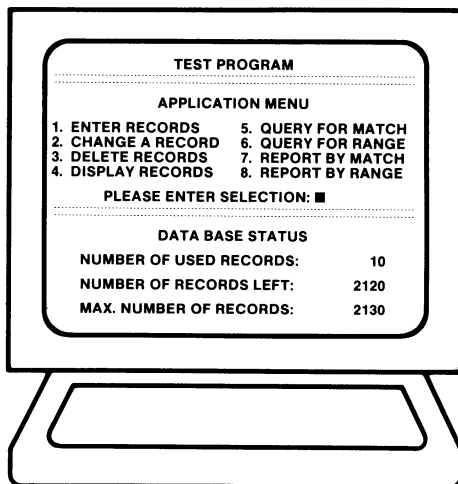 TEST PROGRAM
APPLICATION MENU
1. ENTER RECORDS 5. QUERY FOR MATCH
2. CHANGE A RECORD 6. QUERY FOR RANGE
3. DELETE RECORDS 7. REPORT BY MATCH
4. DISPLAY RECORDS 8. REPORT BY RANGE
PLEASE ENTER SELECTION: ■
DATA BASE STATUS
NUMBER OF USED RECORDS: 10
NUMBER OF RECORDS LEFT: 2120
MAX. NUMBER OF RECORDS: 2130